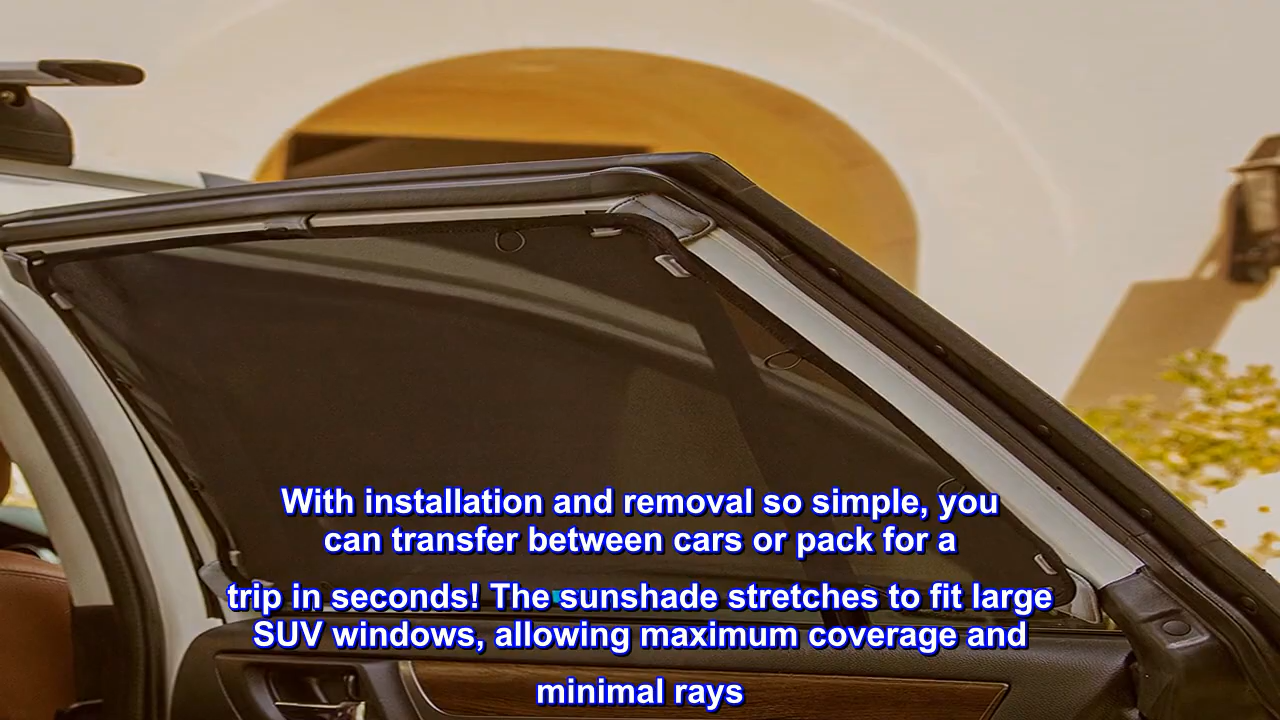 With installation and removal so simple, you
can transfer between cars or pack for a
trip in seconds! The sunshade stretches to fit large
SUV windows, allowing maximum coverage and
minimal rays